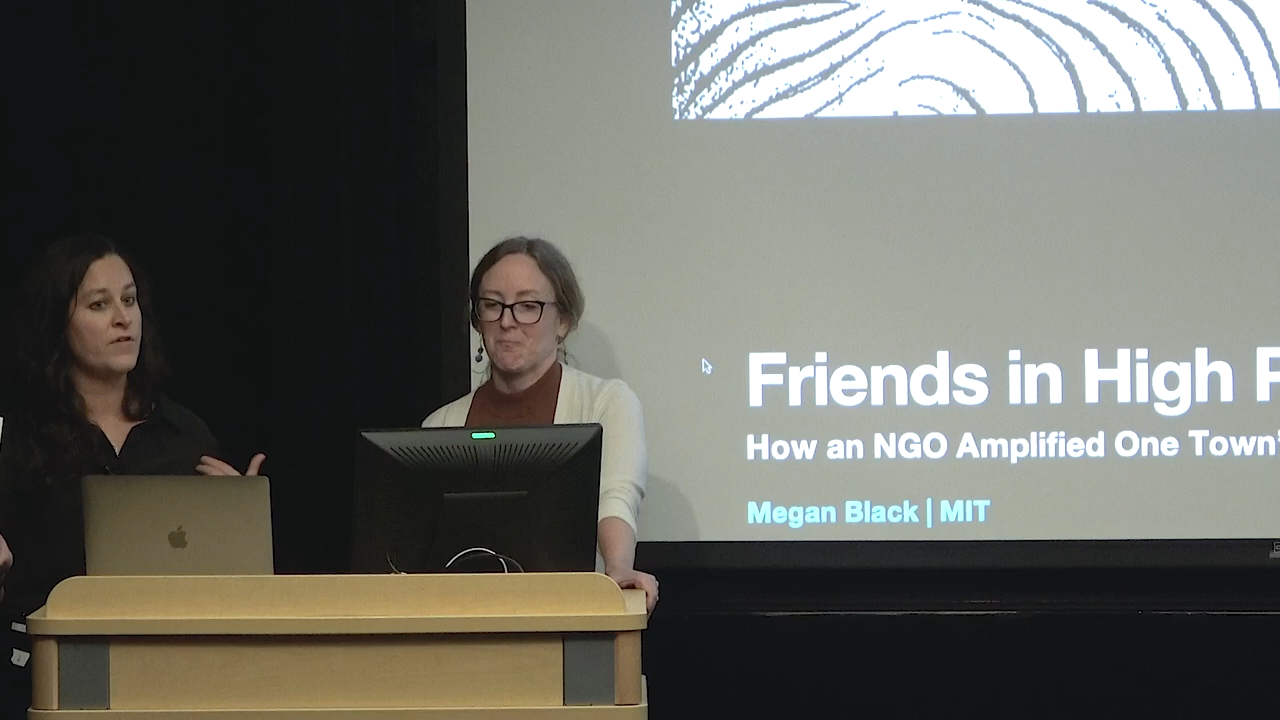 Friends in High
How an NGO Amplified One Town'
Megan Black | MIT